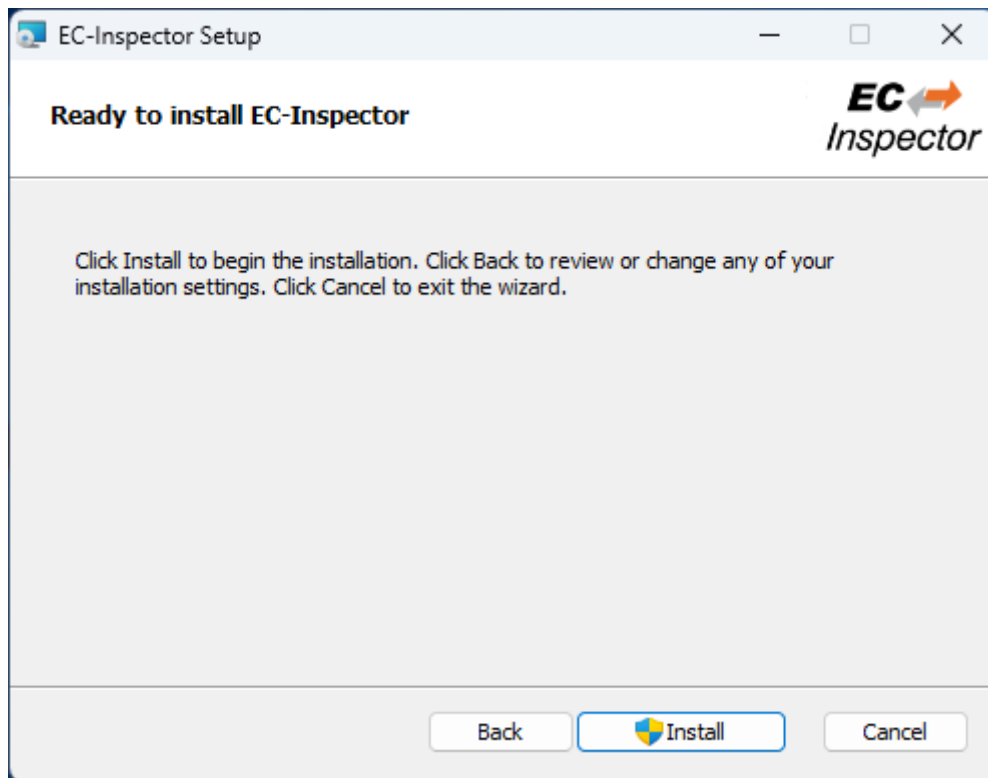 EC-Inspector Setup
Ready to install EC-Inspector
EC
Inspector
Click Install to begin the installation. Click Back to review or change any of your
installation settings. Click Cancel to exit the wizard.
Back
Install
Cancel